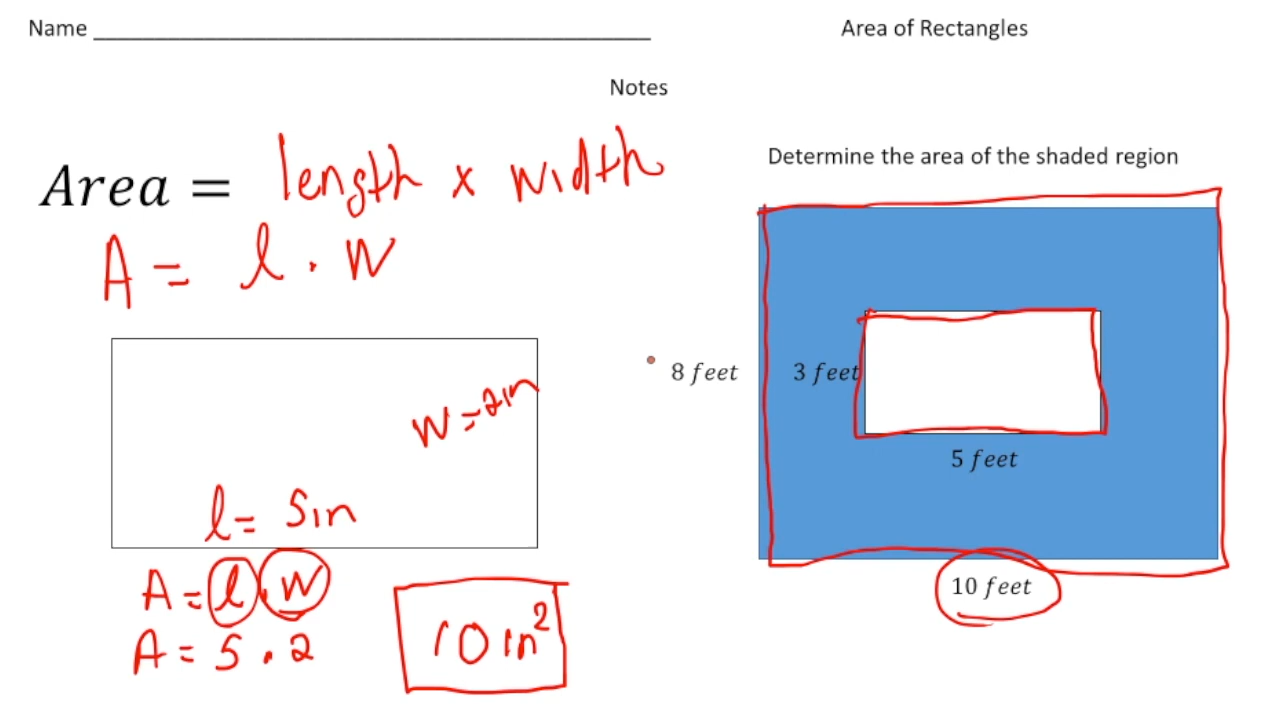 Name ____________________ Area of Rectangles
Notes
Area = length x width
A = l . W
l = 5in
W = 2in
A = l . W
A = 5 . 2
10 in²
Determine the area of the shaded region
8 feet
3 feet
5 feet
10 feet